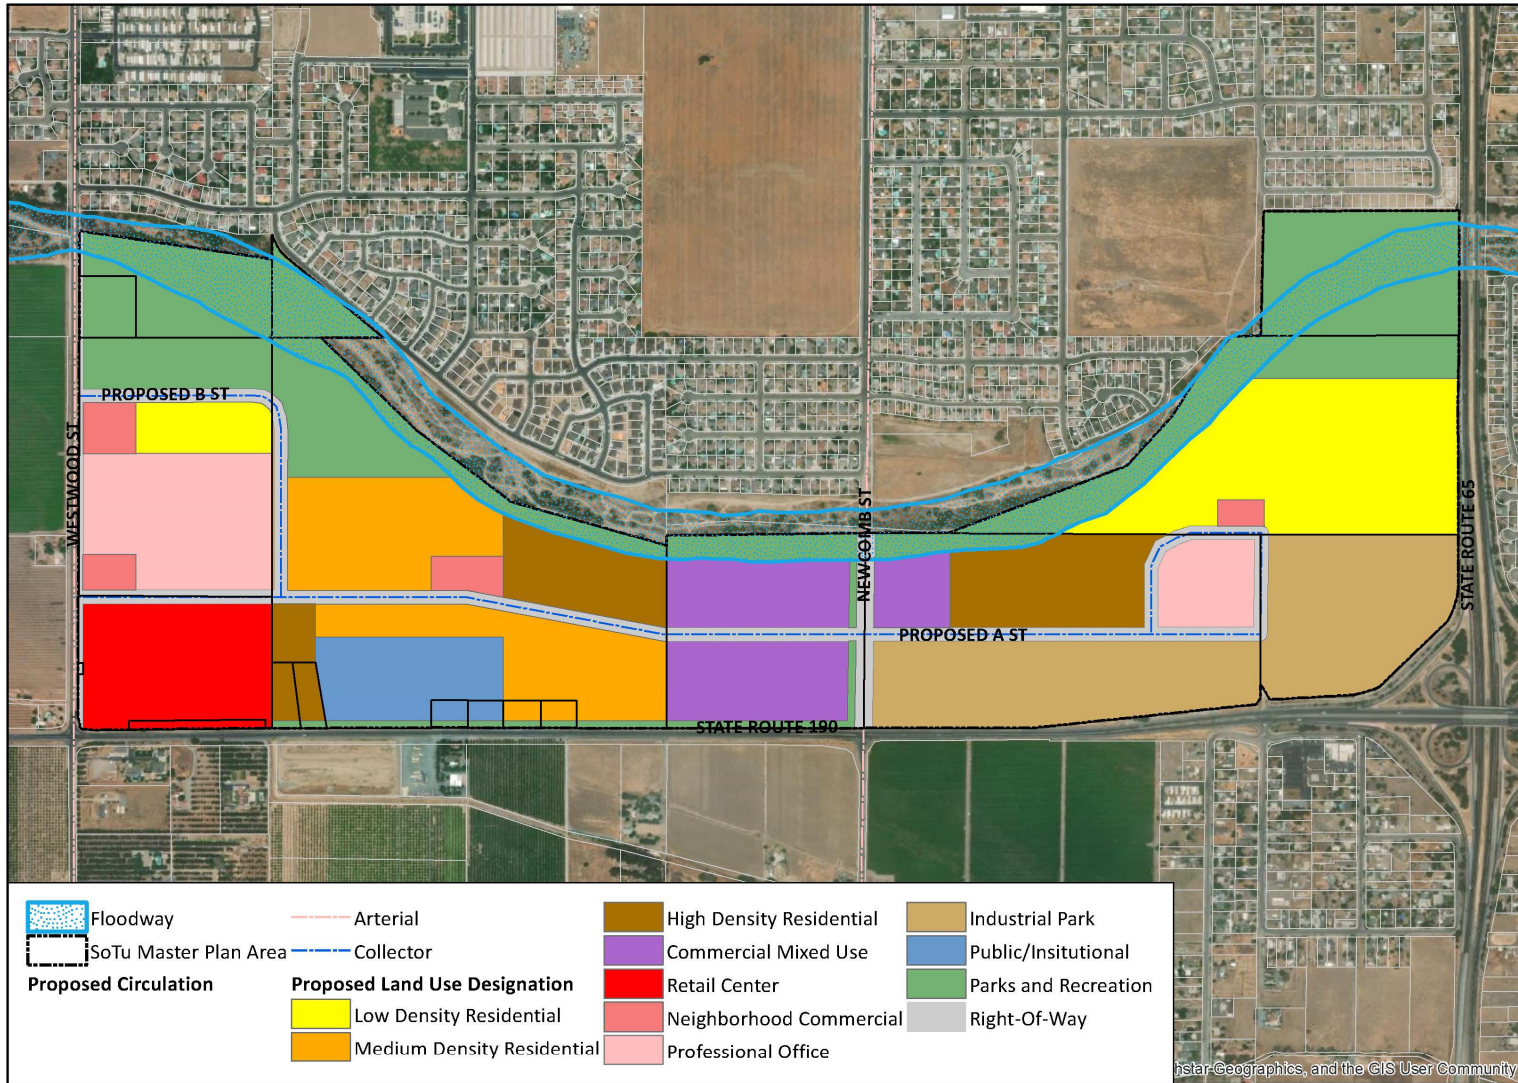 PROPOSED B ST
WESTWOOD ST
NEWCOMB ST
STATE ROUTE 65
PROPOSED A ST
STATE ROUTE 190
Floodway
SoTu Master Plan Area
Proposed Circulation
Arterial
Collector
Proposed Land Use Designation
Low Density Residential
Medium Density Residential
High Density Residential
Commercial Mixed Use
Retail Center
Neighborhood Commercial
Professional Office
Industrial Park
Public/Insitutional
Parks and Recreation
Right-Of-Way
hstar Geographics, and the GIS User Community